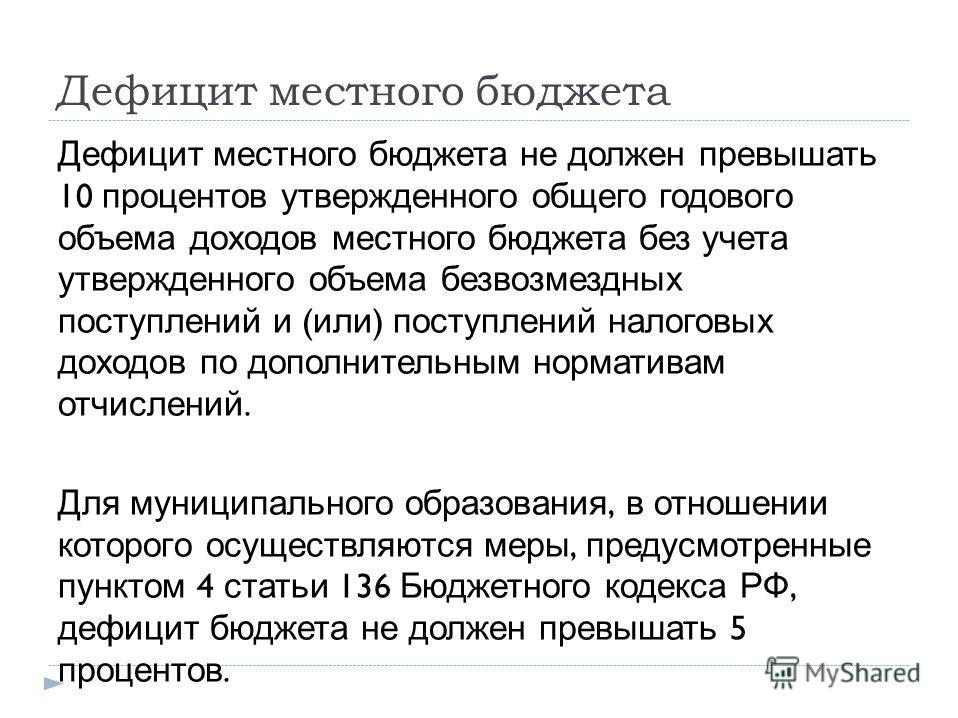 Дефицит местного бюджета
Дефицит местного бюджета не должен превышать
10 процентов утвержденного общего годового
объема доходов местного бюджета без учета
утвержденного объема безвозмездных
поступлений и (или) поступлений налоговых
доходов по дополнительным нормативам
отчислений.
Для муниципального образования, в отношении
которого осуществляются меры, предусмотренные
пунктом 4 статьи 136 Бюджетного кодекса РФ,
дефицит бюджета не должен превышать 5
процентов.
MyShared